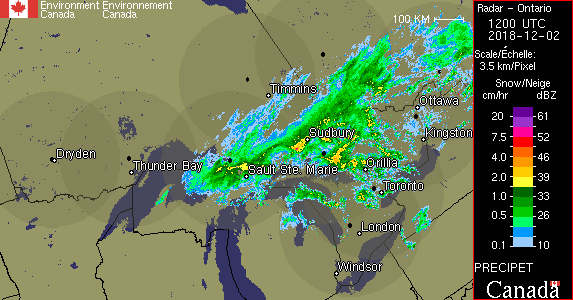 Environment Environnement
Canada Canada
100 KM
Timmins
Ottawa
Sudbury
Kingston
Dryden
Thunder Bay
Sault Ste. Marie
Orillia
Toronto
London
Windsor
Radar - Ontario
1200 UTC
2018-12-02
Scale/Échelle:
3.5 km/Pixel
Snow/Neige
cm/hr dBZ
20 61
7.5 52
4.0 46
2.0 39
1.0 33
0.5 26
0.1 10
PRECIPET
Canada